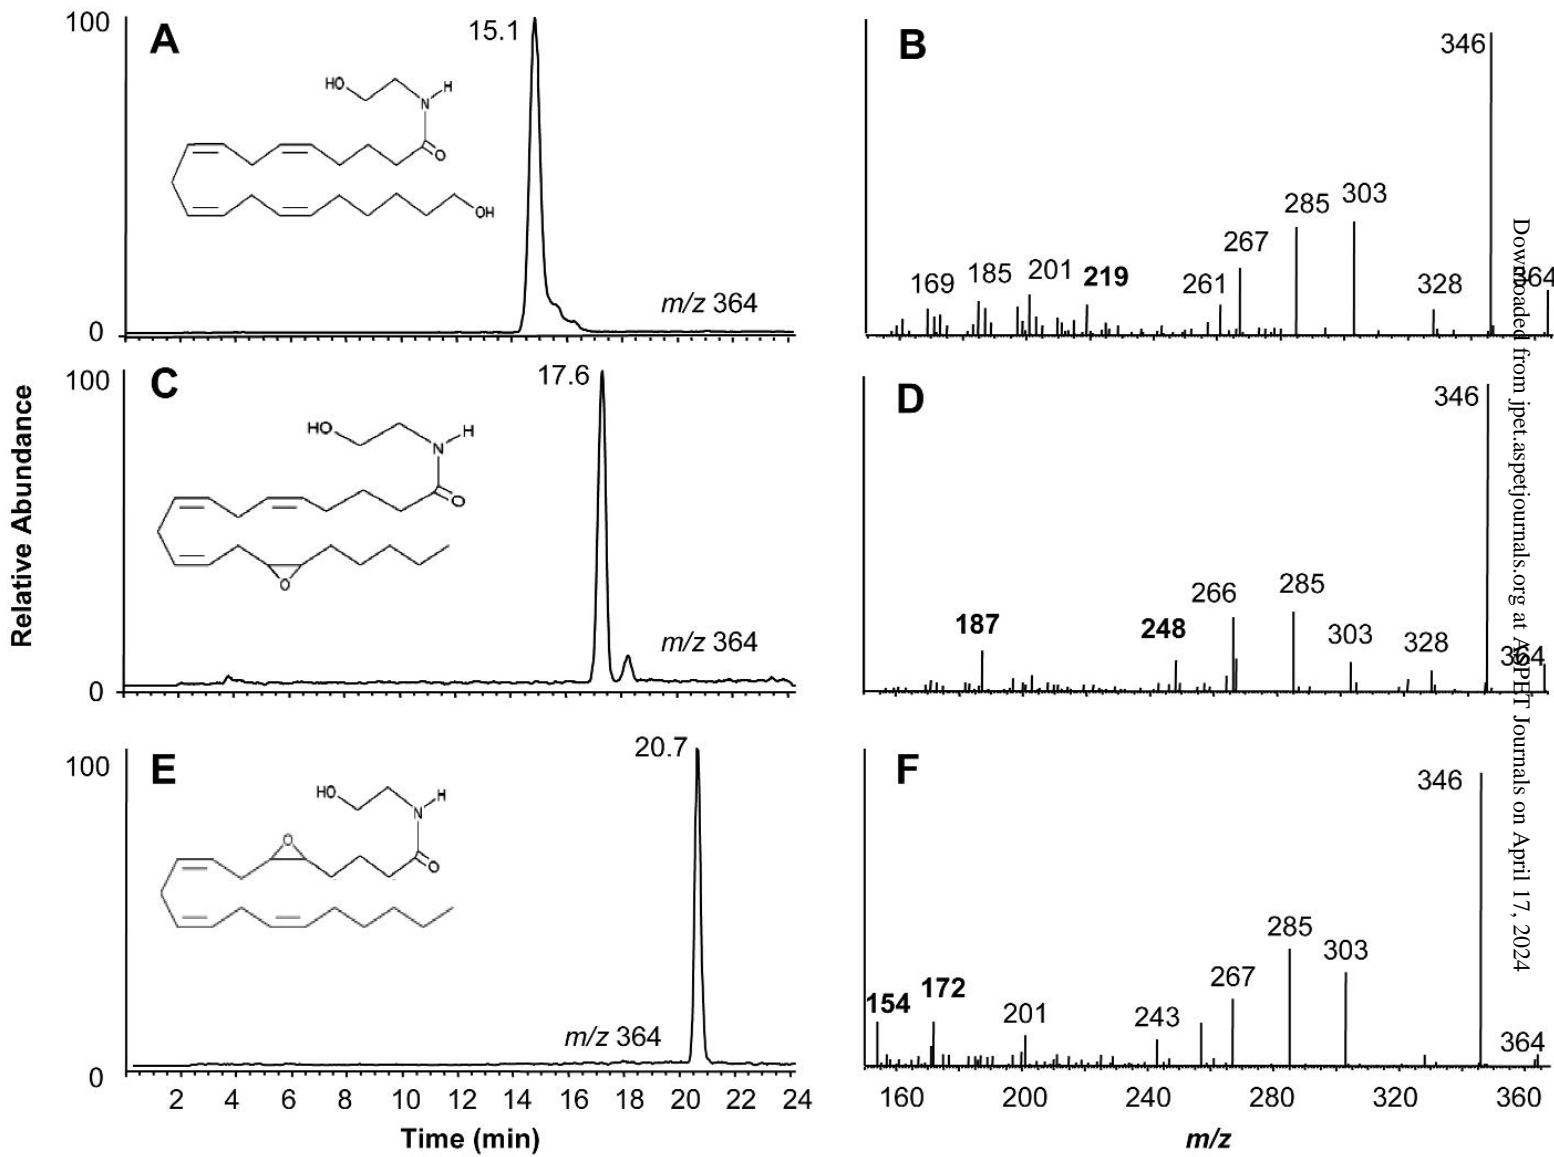 Relative Abundance
A
100
0
15.1
HO
H
N
O
OH
m/z 364
B
346
303
285
267
261
219
201
185
169
328
364
C
100
0
17.6
HO
H
N
O
O
m/z 364
D
346
187
248
266
285
303
328
364
E
100
0
20.7
HO
H
N
O
O
m/z 364
F
346
154
172
201
243
267
285
303
364
2 4 6 8 10 12 14 16 18 20 22 24
Time (min)
160 200 240 280 320 360
m/z
Downloaded from jpet.aspetjournals.org at ASPET Journals on April 17, 2024